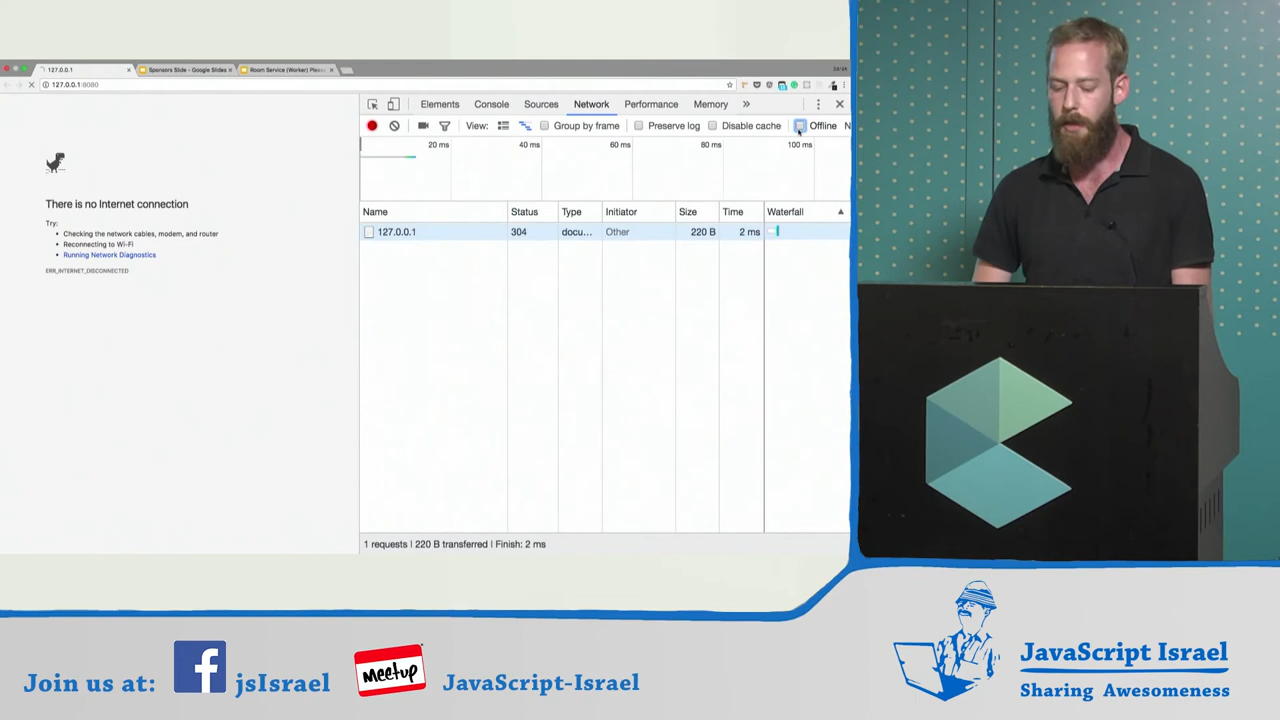 127.0.0.1
Sponsors Slide - Google Slides
Room Service (Worker) Pleas
127.0.0.1:8080
Elements Console Sources Network Performance Memory
View: Group by frame Preserve log Disable cache Offline N
20 ms 40 ms 60 ms 80 ms 100 ms
Name Status Type Initiator Size Time Waterfall
127.0.0.1 304 docu... Other 220 B 2 ms
1 requests | 220 B transferred | Finish: 2 ms
There is no Internet connection
Try:
Checking the network cables, modem, and router
Reconnecting to Wi-Fi
Running Network Diagnostics
ERR_INTERNET_DISCONNECTED
Join us at: f jsIsrael Meetup JavaScript-Israel
JavaScript Israel
Sharing Awesomeness